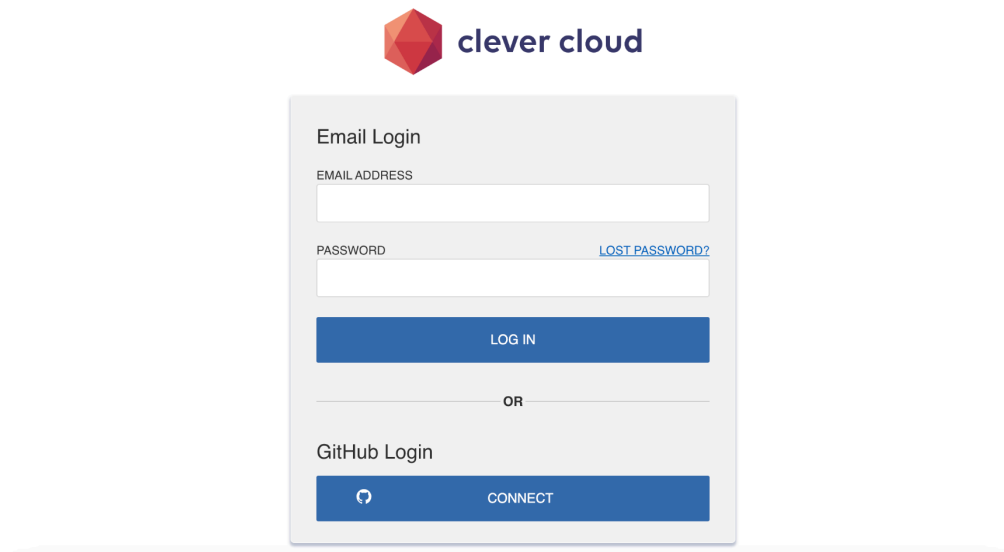 clever cloud
Email Login
EMAIL ADDRESS
PASSWORD LOST PASSWORD?
LOG IN
OR
GitHub Login
CONNECT